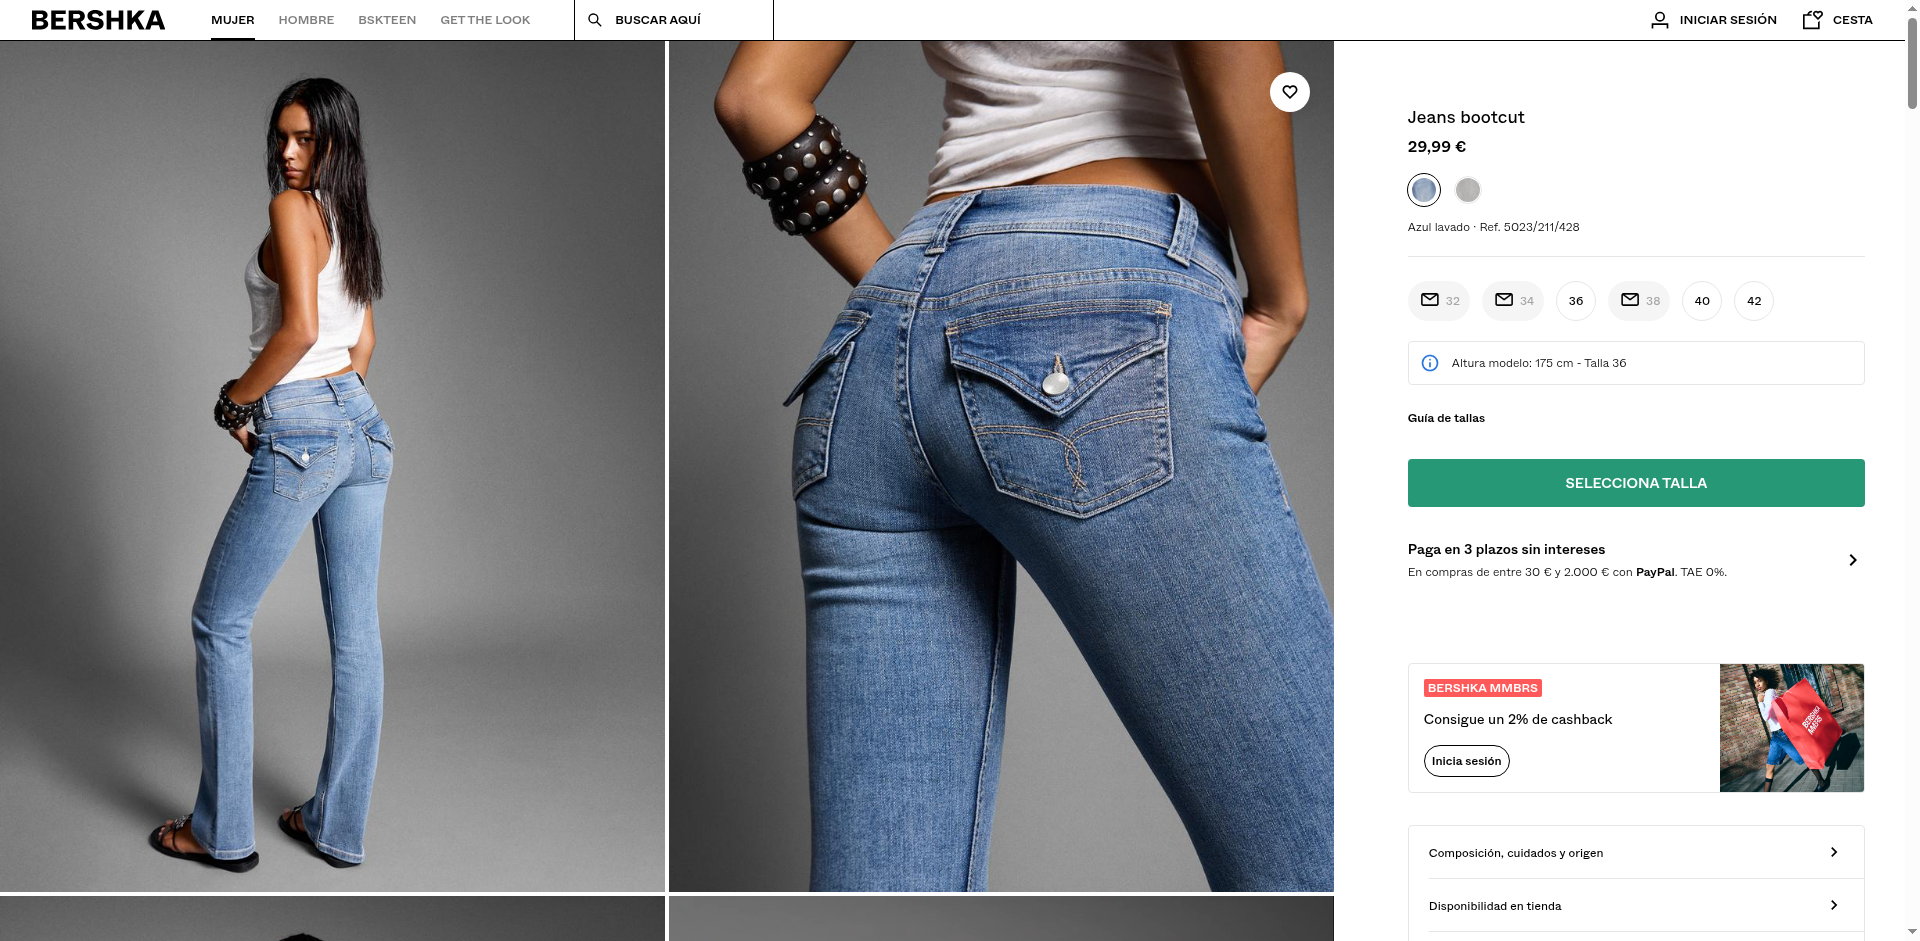 BERSHKA
MUJER HOMBRE BSKTEEN GET THE LOOK
BUSCAR AQUÍ
INICIAR SESIÓN
CESTA
Jeans bootcut
29,99 €
Azul lavado · Ref. 5023/211/428
32 34 36 38 40 42
Altura modelo: 175 cm - Talla 36
Guía de tallas
SELECCIONA TALLA
Paga en 3 plazos sin intereses
En compras de entre 30 € y 2.000 € con PayPal. TAE 0%.
BERSHKA MMBRS
Consigue un 2% de cashback
Inicia sesión
BERSHKA
MMBRS
Composición, cuidados y origen
Disponibilidad en tienda